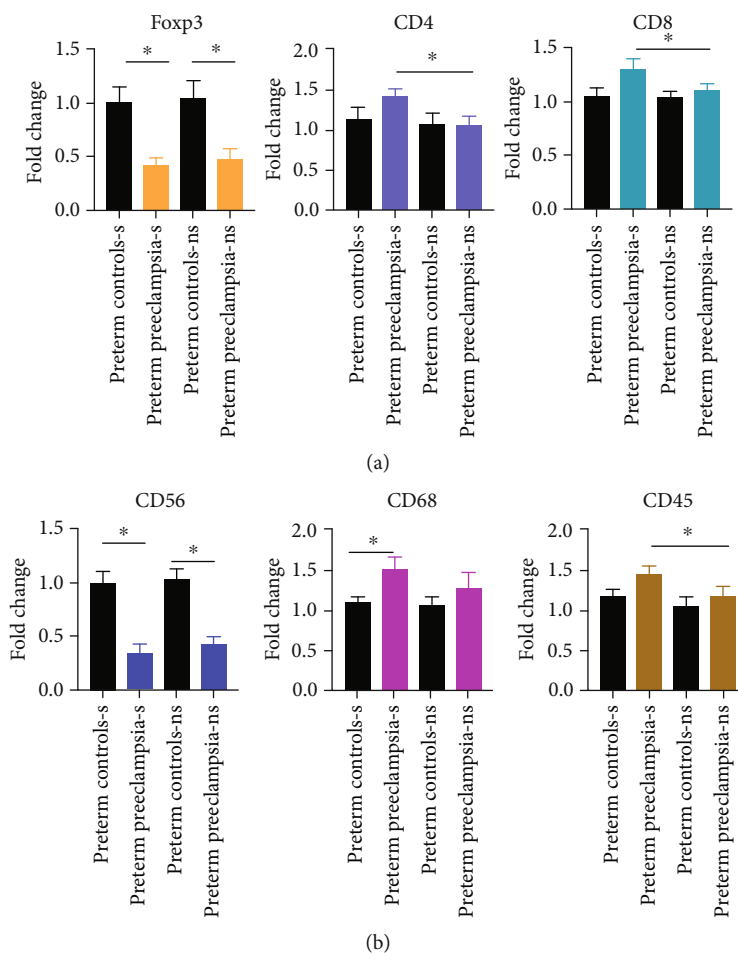 Foxp3
*
*
Fold change
1.5
1.0
0.5
0.0
Preterm controls-s
Preterm preeclampsia-s
Preterm controls-ns
Preterm preeclampsia-ns
CD4
*
Fold change
2.0
1.5
1.0
0.5
0.0
Preterm controls-s
Preterm preeclampsia-s
Preterm controls-ns
Preterm preeclampsia-ns
CD8
*
Fold change
1.5
1.0
0.5
0.0
Preterm controls-s
Preterm preeclampsia-s
Preterm controls-ns
Preterm preeclampsia-ns
(a)
CD56
*
*
Fold change
1.5
1.0
0.5
0.0
Preterm controls-s
Preterm preeclampsia-s
Preterm controls-ns
Preterm preeclampsia-ns
CD68
*
Fold change
2.0
1.5
1.0
0.5
0.0
Preterm controls-s
Preterm preeclampsia-s
Preterm controls-ns
Preterm preeclampsia-ns
CD45
*
Fold change
2.0
1.5
1.0
0.5
0.0
Preterm controls-s
Preterm preeclampsia-s
Preterm controls-ns
Preterm preeclampsia-ns
(b)